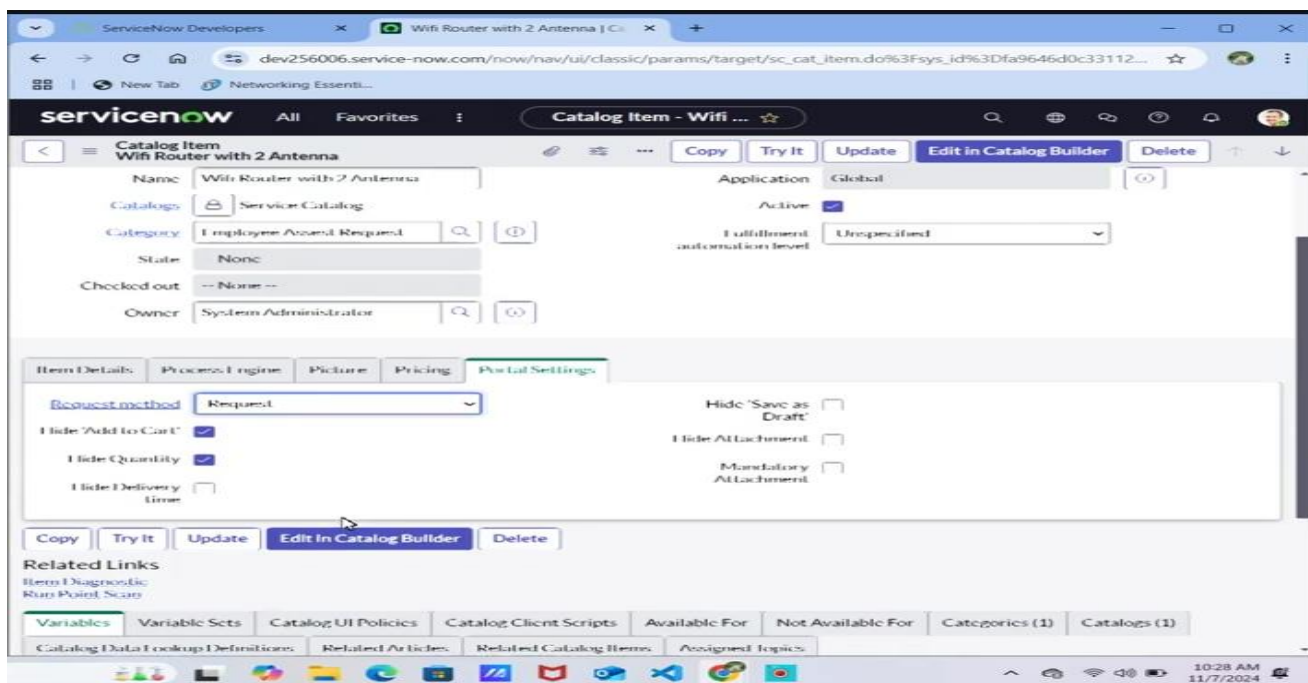 ServiceNow Developers
Wifi Router with 2 Antenna | Ca
dev256006.service-now.com/now/nav/ui/classic/params/target/sc_cat_item.do%3Fsys_id%3Dfa9646d0c33112...
New Tab Networking Essenti...
servicenow All Favorites Catalog Item - Wifi ...
Catalog Item
Wifi Router with 2 Antenna
Copy Try It Update Edit in Catalog Builder Delete
Name Wifi Router with 2 Antenna Application Global
Catalogs Service Catalog Active
Category Employee Assest Request Fulfillment automation level Unspecified
State None
Checked out -- None --
Owner System Administrator
Item Details Process Engine Picture Pricing Portal Settings
Request method Request Hide 'Save as Draft'
Hide 'Add to Cart' Hide Attachment
Hide Quantity Mandatory Attachment
Hide Delivery time
Copy Try It Update Edit in Catalog Builder Delete
Related Links
Item Diagnostic
Run Point Scan
Variables Variable Sets Catalog UI Policies Catalog Client Scripts Available For Not Available For Categories (1) Catalogs (1)
Catalog Data Lookup Definitions Related Articles Related Catalog Items Assigned Topics
10:28 AM
11/7/2024